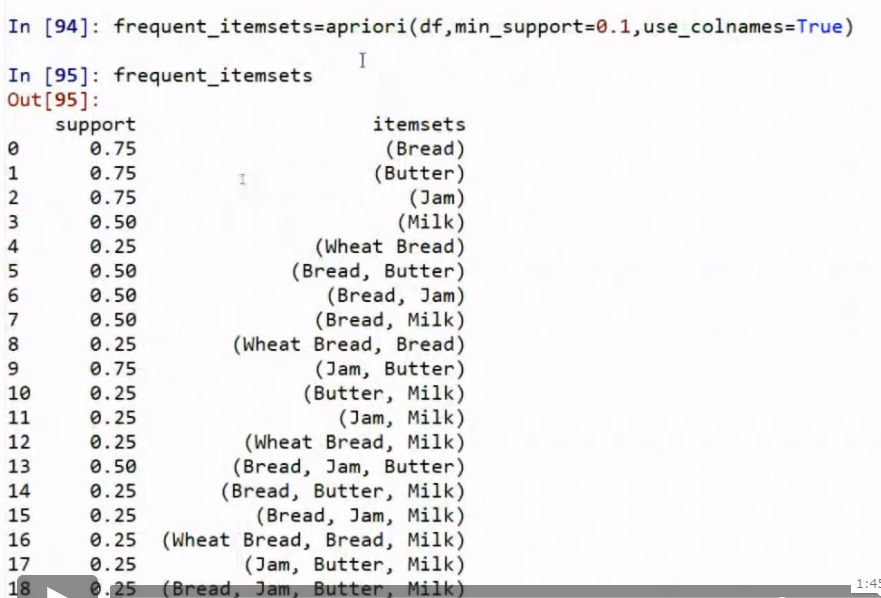 In [94]: frequent_itemsets=apriori(df,min_support=0.1,use_colnames=True)
In [95]: frequent_itemsets
Out[95]:
support itemsets
0 0.75 (Bread)
1 0.75 (Butter)
2 0.75 (Jam)
3 0.50 (Milk)
4 0.25 (Wheat Bread)
5 0.50 (Bread, Butter)
6 0.50 (Bread, Jam)
7 0.50 (Bread, Milk)
8 0.25 (Wheat Bread, Bread)
9 0.75 (Jam, Butter)
10 0.25 (Butter, Milk)
11 0.25 (Jam, Milk)
12 0.25 (Wheat Bread, Milk)
13 0.50 (Bread, Jam, Butter)
14 0.25 (Bread, Butter, Milk)
15 0.25 (Bread, Jam, Milk)
16 0.25 (Wheat Bread, Bread, Milk)
17 0.25 (Jam, Butter, Milk)
18 0.25 (Bread, Jam, Butter, Milk)